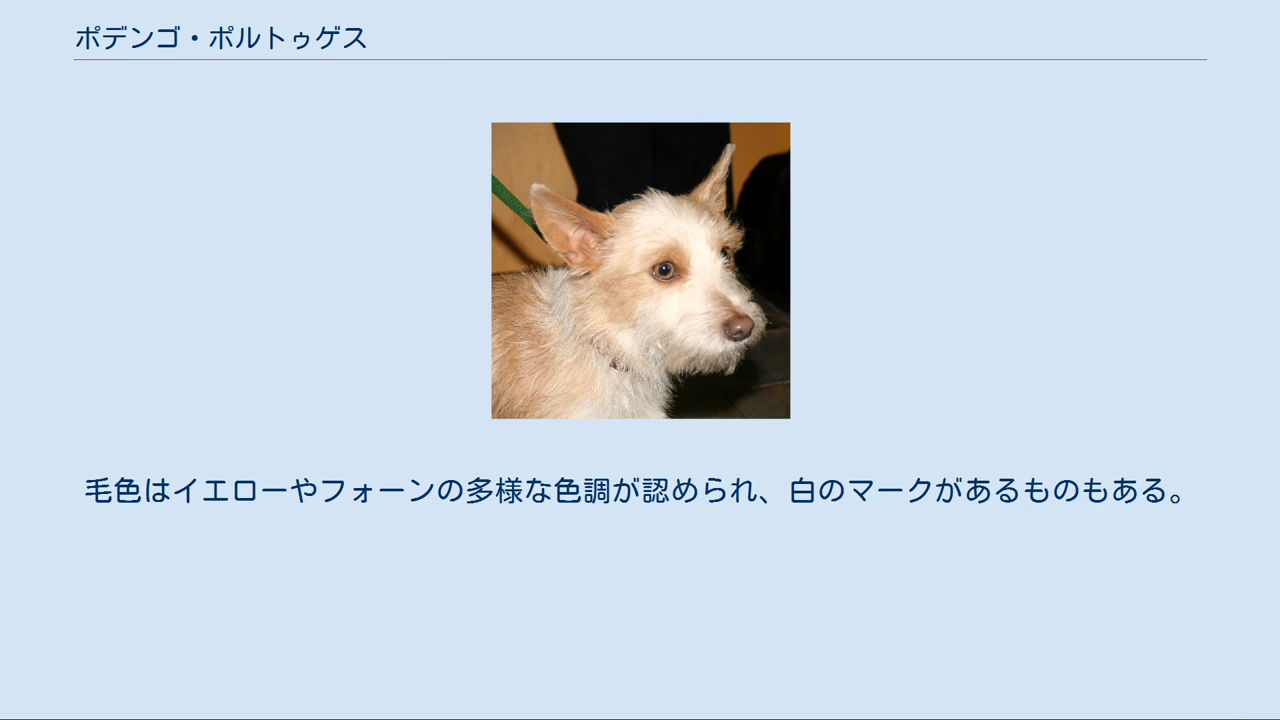 ポデンゴ・ポルトゥゲス
毛色はイエローやフォーンの多様な色調が認められ、白のマークがあるものもある。